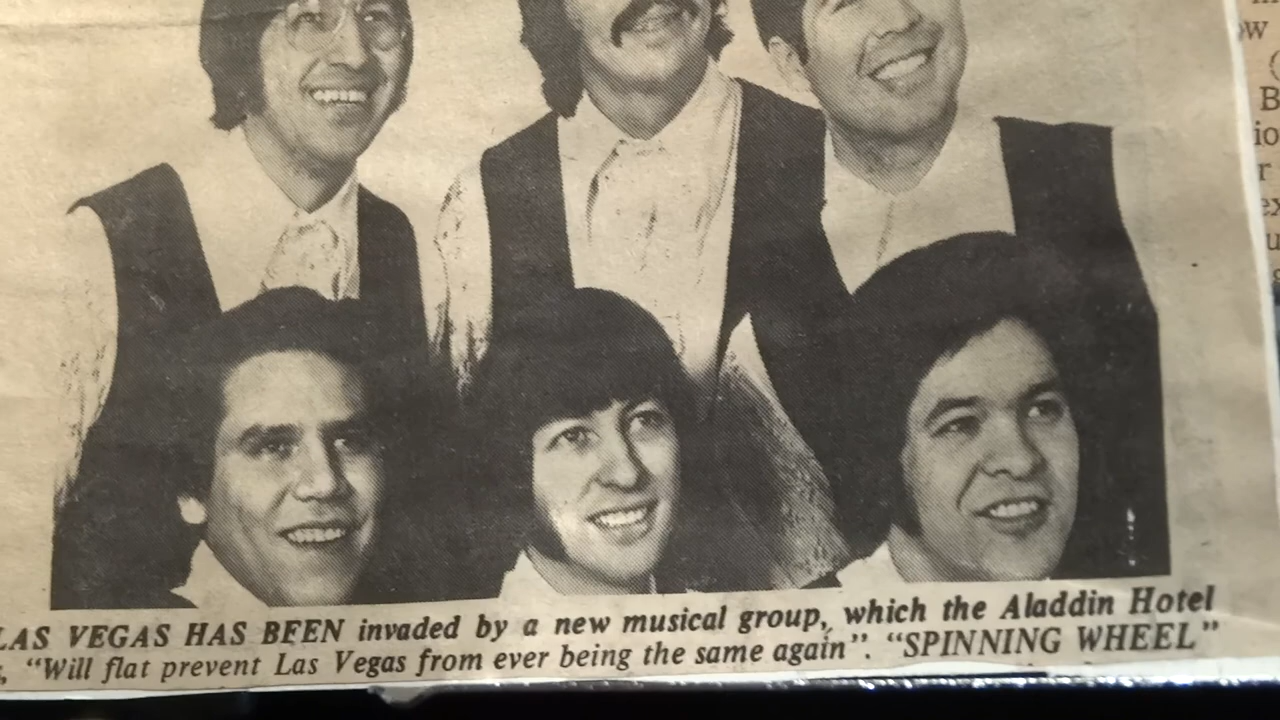 LAS VEGAS HAS BEEN invaded by a new musical group, which the Aladdin Hotel
, "Will flat prevent Las Vegas from ever being the same again". "SPINNING WHEEL"